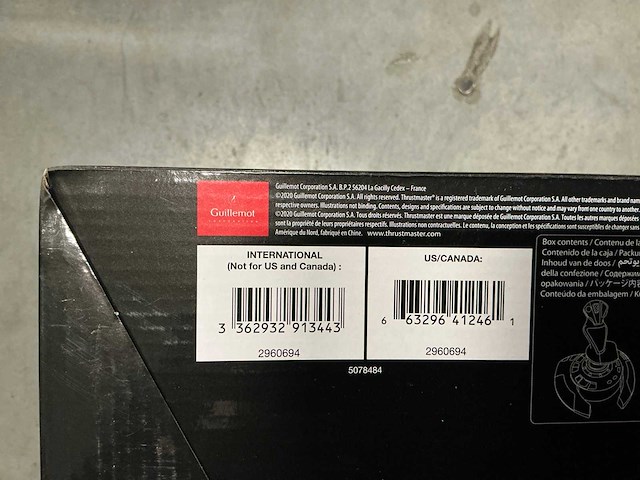 Guillemot
Guillemot Corporation S.A. B.P.2 56204 La Gacilly Cedex – France
©2020 Guillemot Corporation S.A. All rights reserved. Thrustmaster® is a registered trademark of Guillemot Corporation S.A. All other trademarks and brand
respective owners. Illustrations not binding. Contents, designs and specifications are subject to change without notice and may vary from one country to another.
©2020 Guillemot Corporation S.A. Tous droits réservés. Thrustmaster est une marque déposée de Guillemot Corporation S.A. Toutes les autres marques déposées
sont la propriété de leurs propriétaires respectifs. Illustrations non contractuelles. Le contenu, la conception et les spécifications sont susceptibles de changer sans
Amérique du Nord, fabriqué en Chine. www.thrustmaster.com
INTERNATIONAL
(Not for US and Canada) :
3 362932 913443
2960694
US/CANADA:
6 63296 41246 1
2960694
5078484
Box contents / Contenu de la
Contenido de la caja /
Inhoud van de doos /
della confezione /
opakowania / パッケージ内容
Conteúdo da embalagem /